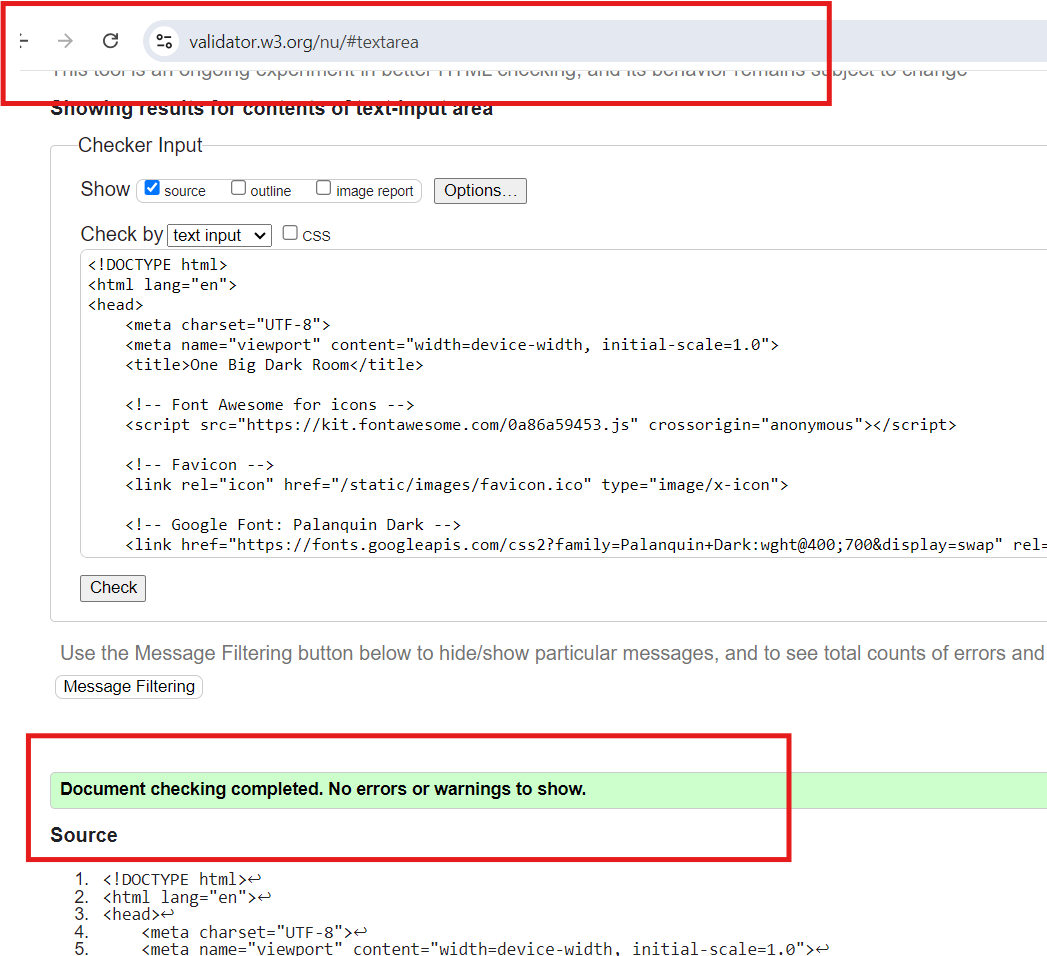 validator.w3.org/nu/#textarea
This tool is an ongoing experiment in better HTML checking, and its behavior remains subject to change
Showing results for contents of text-input area
Checker Input
Show source outline image report Options…
Check by text input CSS
<!DOCTYPE html>
<html lang="en">
<head>
    <meta charset="UTF-8">
    <meta name="viewport" content="width=device-width, initial-scale=1.0">
    <title>One Big Dark Room</title>
    <!-- Font Awesome for icons -->
    <script src="https://kit.fontawesome.com/0a86a59453.js" crossorigin="anonymous"></script>
    <!-- Favicon -->
    <link rel="icon" href="/static/images/favicon.ico" type="image/x-icon">
    <!-- Google Font: Palanquin Dark -->
    <link href="https://fonts.googleapis.com/css2?family=Palanquin+Dark:wght@400;700&display=swap" rel=
Check
Use the Message Filtering button below to hide/show particular messages, and to see total counts of errors and
Message Filtering
Document checking completed. No errors or warnings to show.
Source
1. <!DOCTYPE html>↩
2. <html lang="en">↩
3. <head>↩
4.     <meta charset="UTF-8">↩
5.     <meta name="viewport" content="width=device-width, initial-scale=1.0">↩